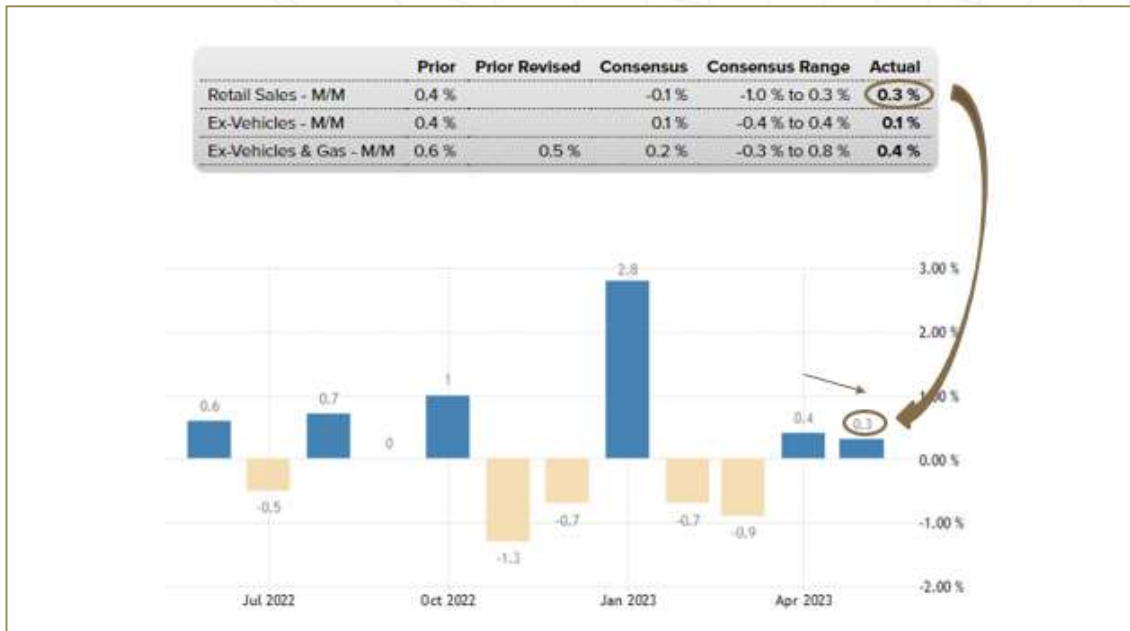 Prior Prior Revised Consensus Consensus Range Actual
Retail Sales - M/M 0.4 % -0.1 % -1.0 % to 0.3 % 0.3 %
Ex-Vehicles - M/M 0.4 % 0.1 % -0.4 % to 0.4 % 0.1 %
Ex-Vehicles & Gas - M/M 0.6 % 0.5 % 0.2 % -0.3 % to 0.8 % 0.4 %
2.8 3.00 %
2.00 %
0.6 0.7 1 0.4 1.00 %
0 0.3
0.00 %
-0.5 -0.7 -0.7 -0.9 -1.00 %
-1.3
-2.00 %
Jul 2022 Oct 2022 Jan 2023 Apr 2023